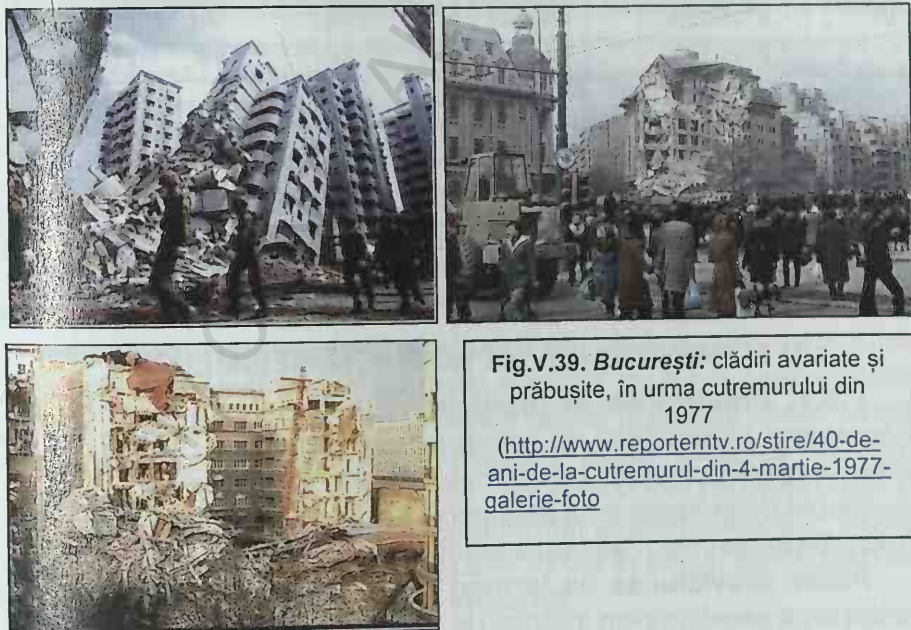 Fig.V.39. București: clădiri avariate și
prăbușite, în urma cutremurului din
1977
(http://www.reporterntv.ro/stire/40-de-
ani-de-la-cutremurul-din-4-martie-1977-
galerie-foto